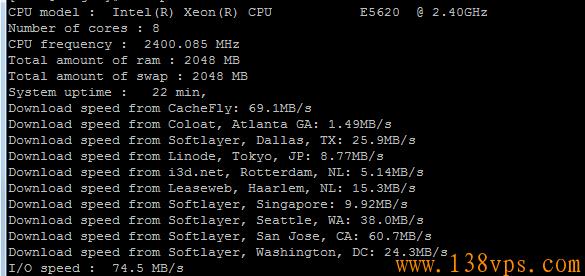 CPU model :  Intel(R) Xeon(R) CPU           E5620  @ 2.40GHz
Number of cores : 8
CPU frequency :  2400.085 MHz
Total amount of ram : 2048 MB
Total amount of swap : 2048 MB
System uptime :   22 min,
Download speed from CacheFly: 69.1MB/s
Download speed from Coloat, Atlanta GA: 1.49MB/s
Download speed from Softlayer, Dallas, TX: 25.9MB/s
Download speed from Linode, Tokyo, JP: 8.77MB/s
Download speed from i3d.net, Rotterdam, NL: 5.14MB/s
Download speed from Leaseweb, Haarlem, NL: 15.3MB/s
Download speed from Softlayer, Singapore: 9.92MB/s
Download speed from Softlayer, Seattle, WA: 38.0MB/s
Download speed from Softlayer, San Jose, CA: 60.7MB/s
Download speed from Softlayer, Washington, DC: 24.3MB/s
I/O speed :  74.5 MB/s
www.138vps.com